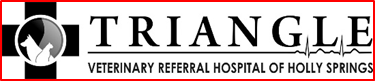 TRIANGLE
VETERINARY REFERRAL HOSPITAL OF HOLLY SPRINGS